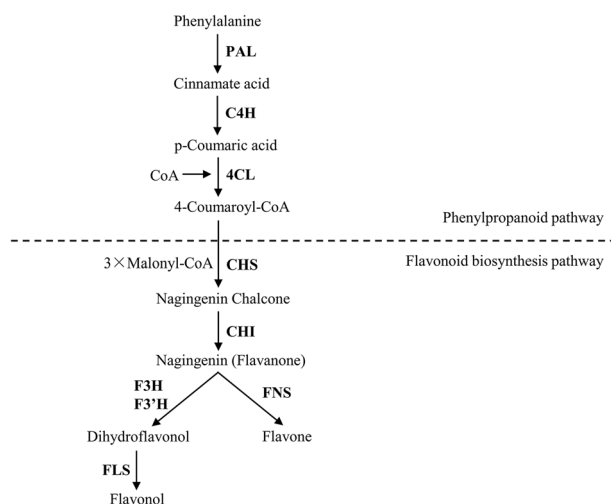 Phenylalanine
PAL
Cinnamate acid
C4H
p-Coumaric acid
CoA
4CL
4-Coumaroyl-CoA
Phenylpropanoid pathway
Flavonoid biosynthesis pathway
3×Malonyl-CoA
CHS
Nagingenin Chalcone
CHI
Nagingenin (Flavanone)
F3H
F3’H
FNS
Dihydroflavonol
Flavone
FLS
Flavonol